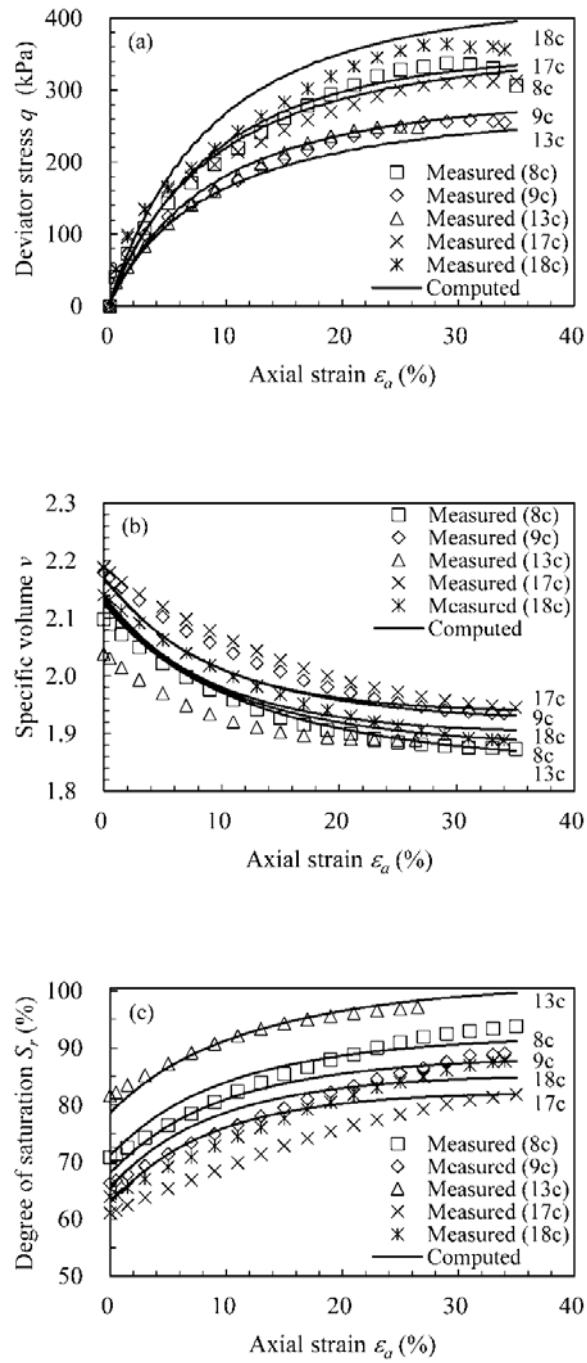 400
(a)
18c
17c
8c
9c
13c
300
200
100
0
Deviator stress q (kPa)
Measured (8c)
Measured (9c)
Measured (13c)
Measured (17c)
Measured (18c)
Computed
0 10 20 30 40
Axial strain εa (%)
2.3
(b)
2.2
2.1
2.0
1.9
1.8
Specific volume v
Measured (8c)
Measured (9c)
Measured (13c)
Measured (17c)
Measured (18c)
Computed
17c
9c
18c
8c
13c
0 10 20 30 40
Axial strain εa (%)
100
(c)
90
80
70
60
50
Degree of saturation Sr (%)
13c
8c
9c
18c
17c
Measured (8c)
Measured (9c)
Measured (13c)
Measured (17c)
Measured (18c)
Computed
0 10 20 30 40
Axial strain εa (%)